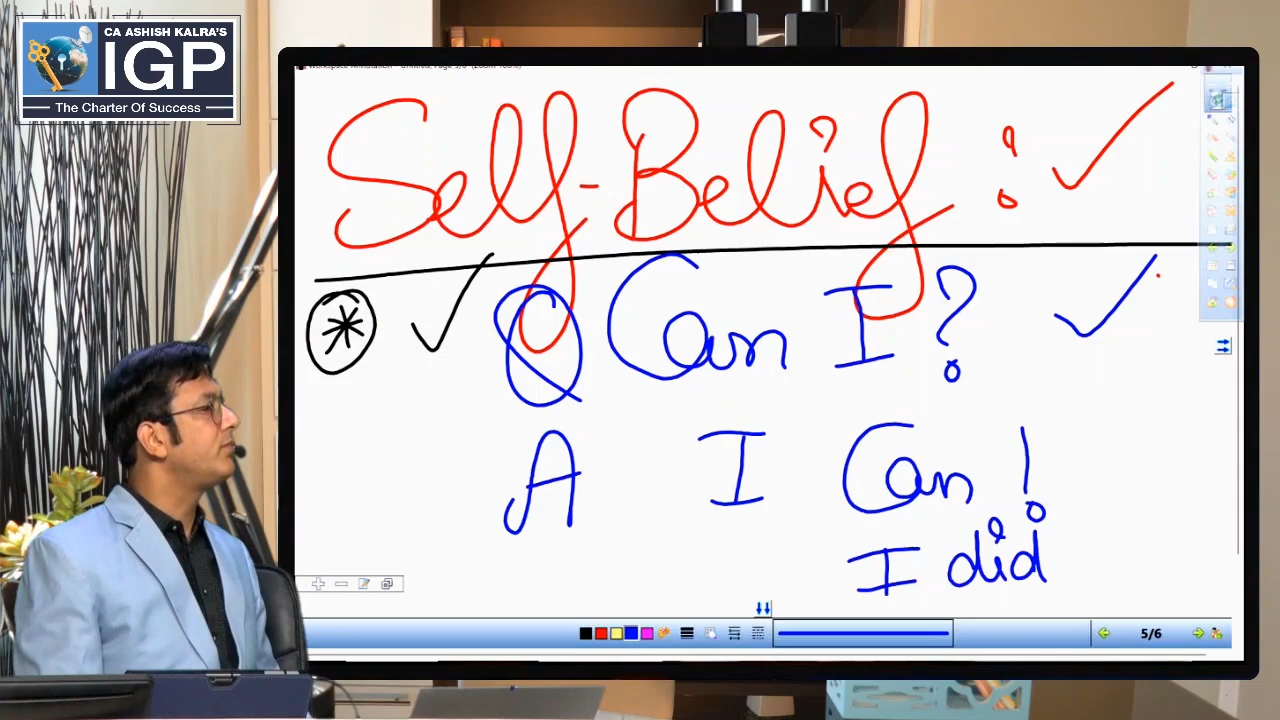 CA ASHISH KALRA'S
IGP
The Charter Of Success
Self-Belief :
Q Can I?
A I Can!
I did
5/6